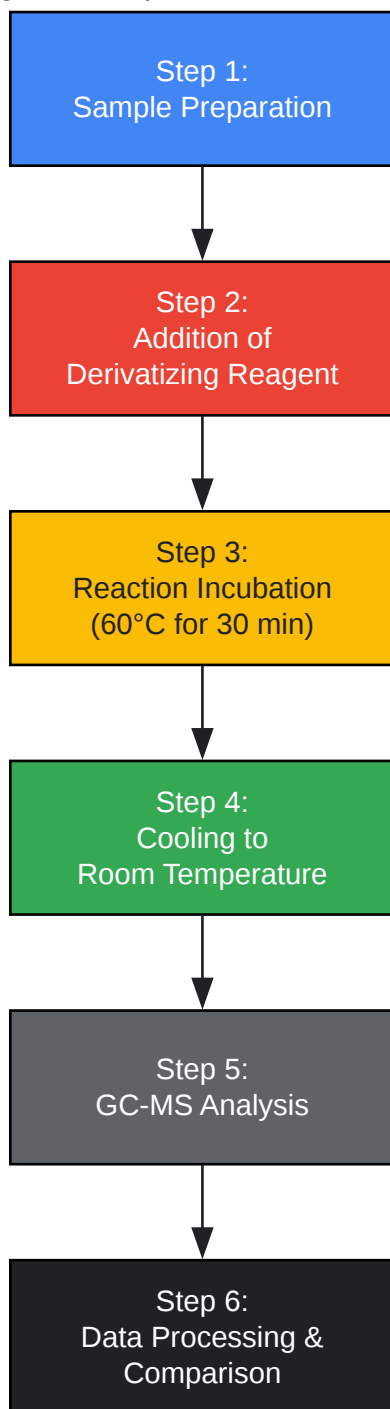 Step 1:
Sample Preparation
Step 2:
Addition of
Derivatizing Reagent
Step 3:
Reaction Incubation
(60°C for 30 min)
Step 4:
Cooling to
Room Temperature
Step 5:
GC-MS Analysis
Step 6:
Data Processing &
Comparison